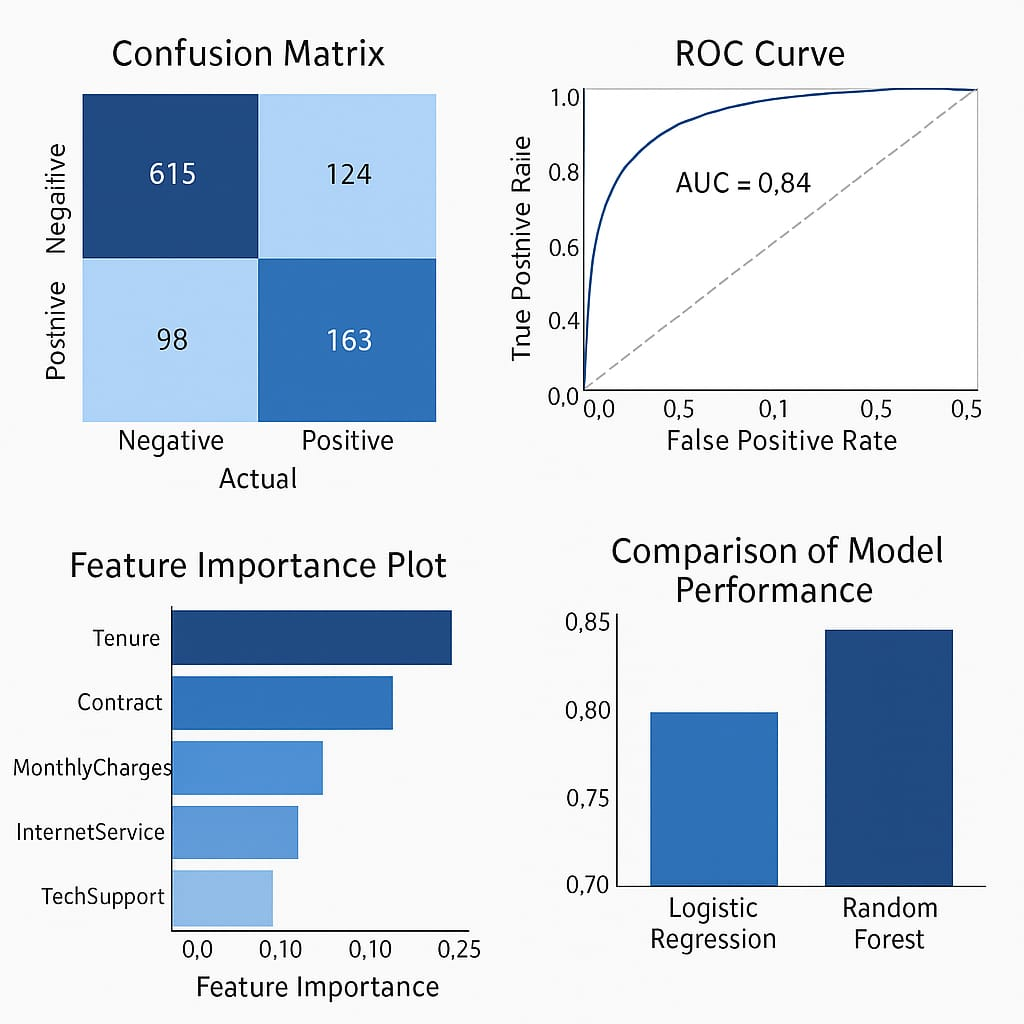 Confusion Matrix
Negaitive
615
124
Postnive
98
163
Negative
Positive
Actual
ROC Curve
True Postnive Raiie
1.0
0.8
0.6
0.4
0,0
AUC = 0,84
0,0
0,5
0,1
0,5
0,5
False Positive Rate
Feature Importance Plot
Tenure
Contract
MonthlyCharges
InternetService
TechSupport
0,0
0,10
0,10
0,25
Feature Importance
Comparison of Model
Performance
0,85
0,80
0,75
0,70
Logistic
Regression
Random
Forest